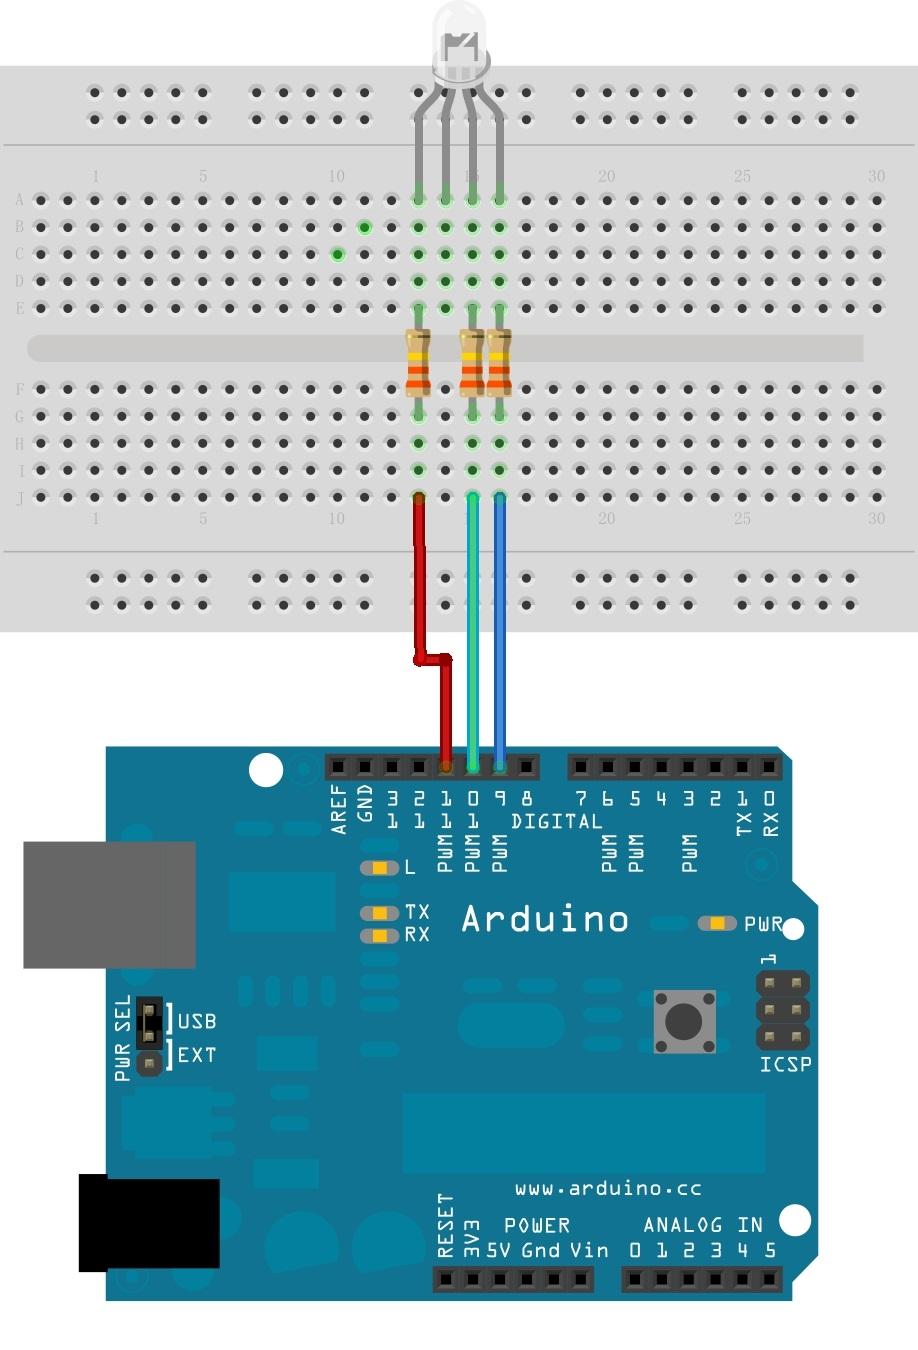 1 5 10 15 20 25 30
A
B
C
D
E
F
G
H
I
J
1 5 10 20 25 30
AREF GND 13 12 11 10 9 8 7 6 5 4 3 2 TX 1 RX 0
PWM PWM PWM DIGITAL PWM PWM PWM
L
TX
RX
Arduino
PWR
1
ICSP
PWR SEL
USB
EXT
www.arduino.cc
POWER ANALOG IN
RESET 3V3 5V Gnd Vin 0 1 2 3 4 5